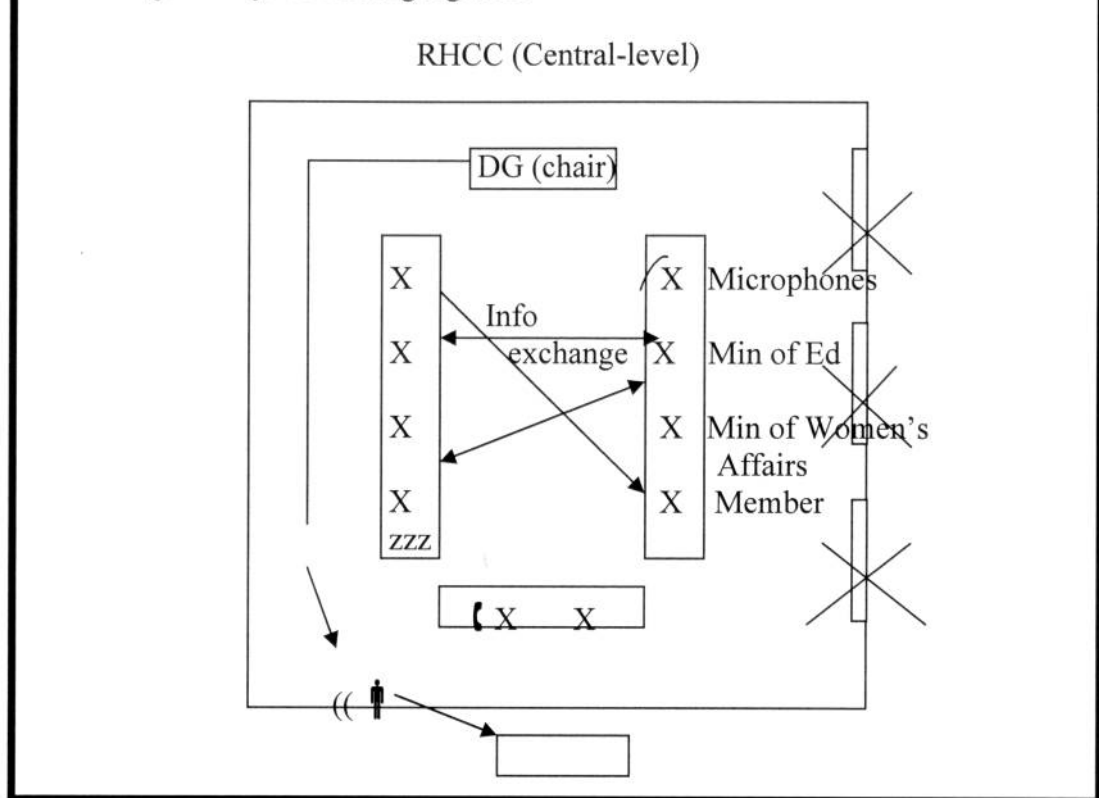 RHCC (Central-level)
DG (chair)
X X Microphones
Info
exchange
X X Min of Ed
X X Min of Women's
Affairs
X X Member
zzz
X X
((